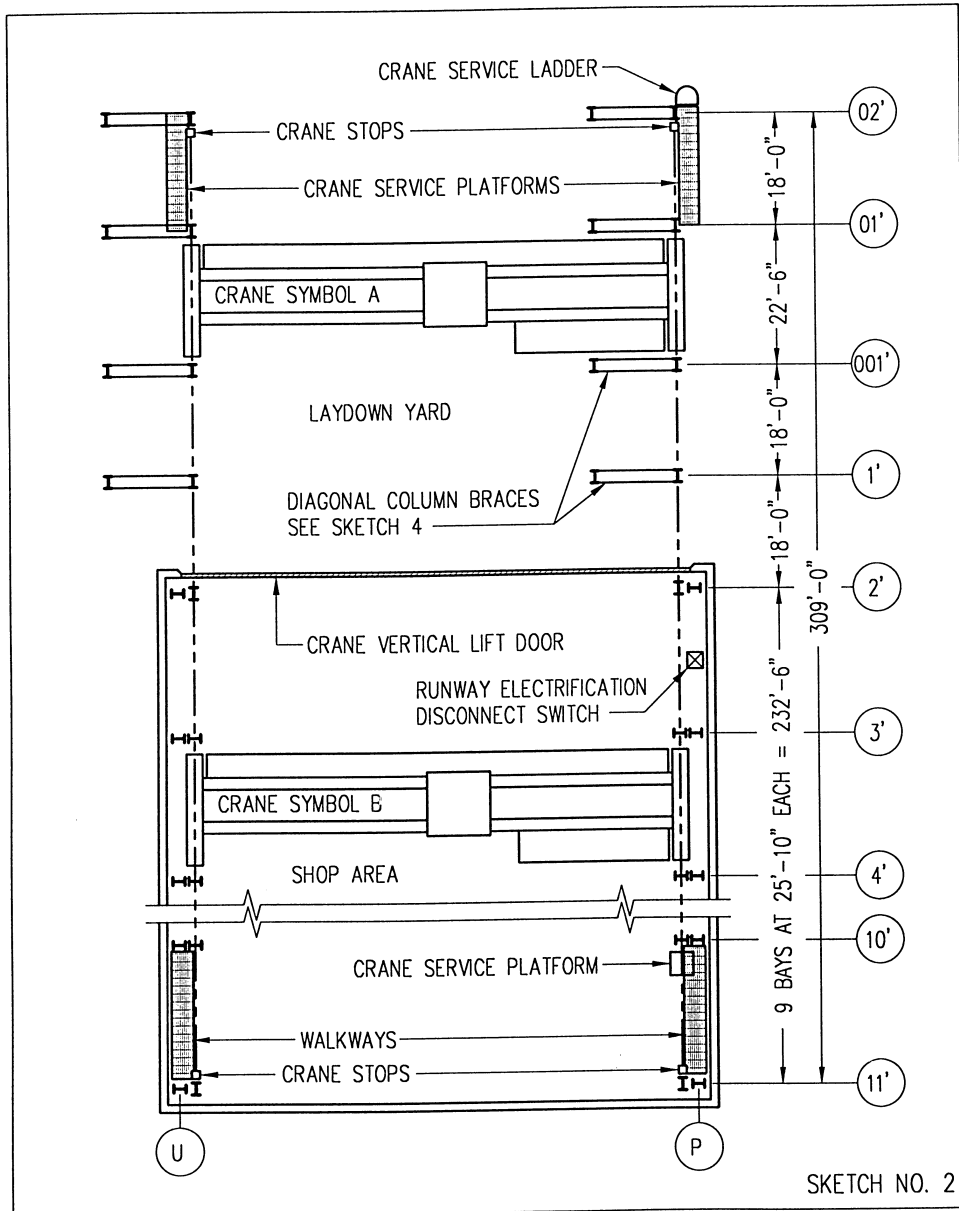 CRANE SERVICE LADDER
02'
CRANE STOPS
18'-0"
CRANE SERVICE PLATFORMS
01'
22'-6"
CRANE SYMBOL A
001'
LAYDOWN YARD
18'-0"
1'
DIAGONAL COLUMN BRACES
SEE SKETCH 4
18'-0"
309'-0"
2'
CRANE VERTICAL LIFT DOOR
RUNWAY ELECTRIFICATION
DISCONNECT SWITCH
3'
9 BAYS AT 25'-10" EACH = 232'-6"
CRANE SYMBOL B
SHOP AREA
4'
10'
CRANE SERVICE PLATFORM
WALKWAYS
CRANE STOPS
11'
U
P
SKETCH NO. 2